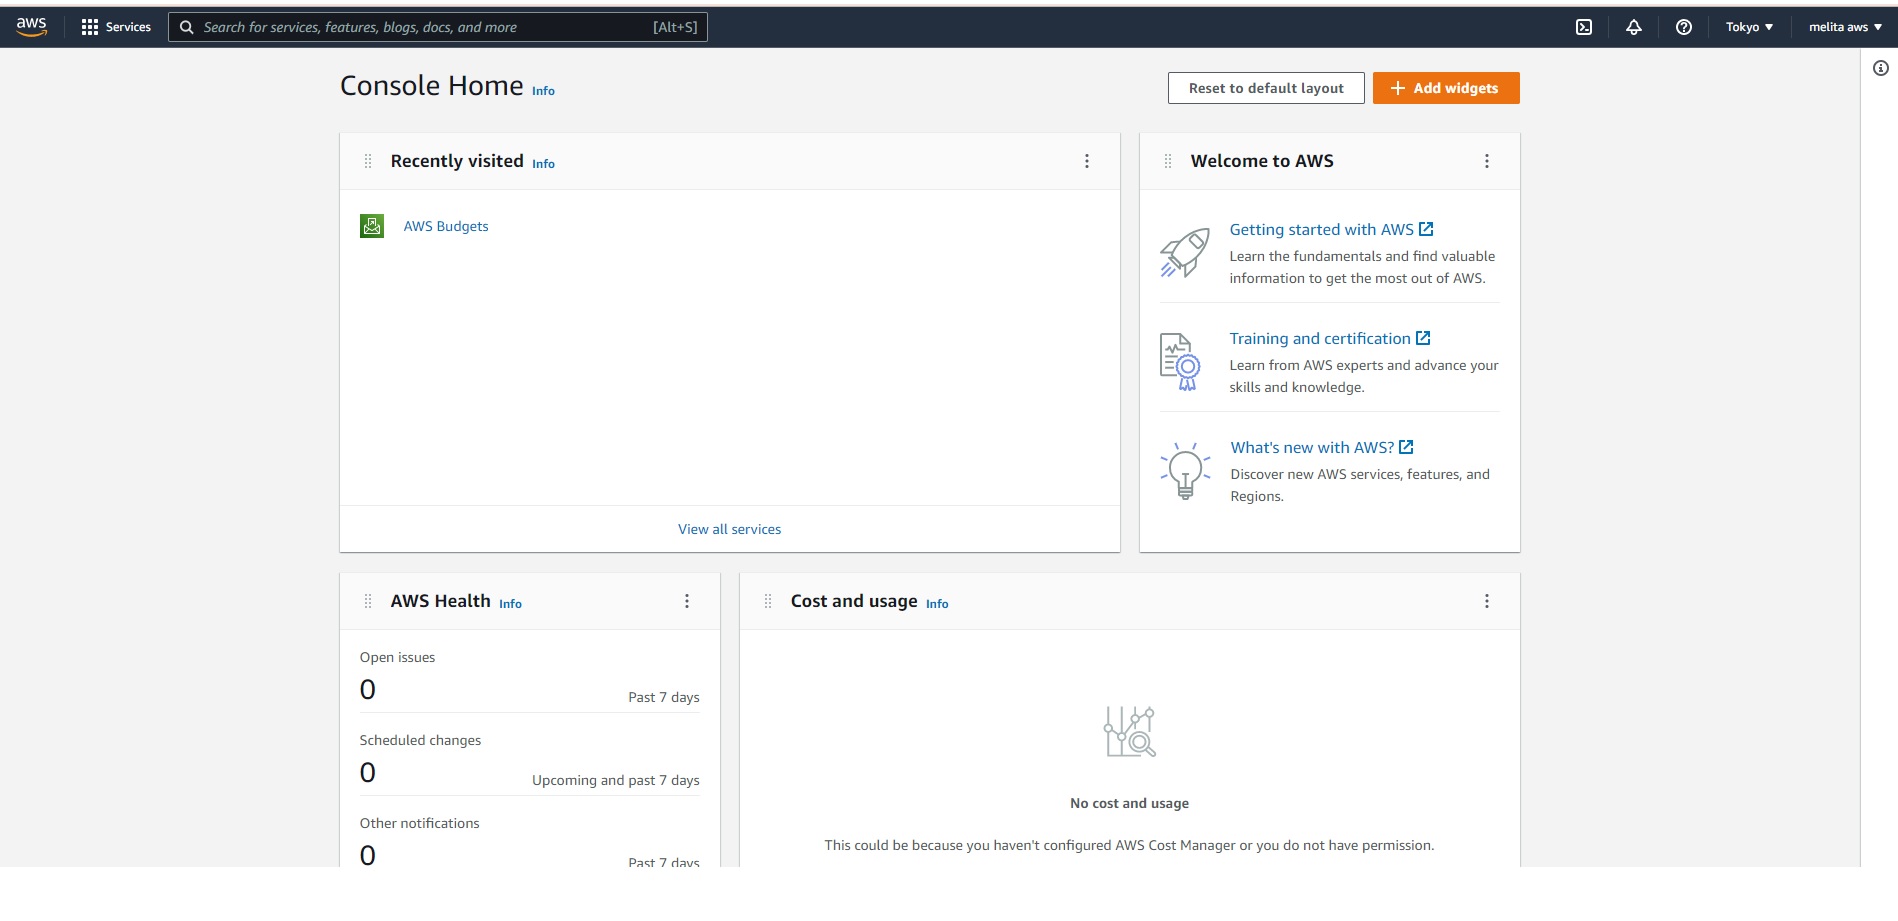 aws
Services
Search for services, features, blogs, docs, and more
[Alt+S]
Tokyo
melita aws
Console Home Info
Reset to default layout
Add widgets
Recently visited Info
AWS Budgets
View all services
Welcome to AWS
Getting started with AWS
Learn the fundamentals and find valuable
information to get the most out of AWS.
Training and certification
Learn from AWS experts and advance your
skills and knowledge.
What's new with AWS?
Discover new AWS services, features, and
Regions.
AWS Health Info
Open issues
0
Past 7 days
Scheduled changes
0
Upcoming and past 7 days
Other notifications
0
Past 7 days
Cost and usage Info
No cost and usage
This could be because you haven't configured AWS Cost Manager or you do not have permission.